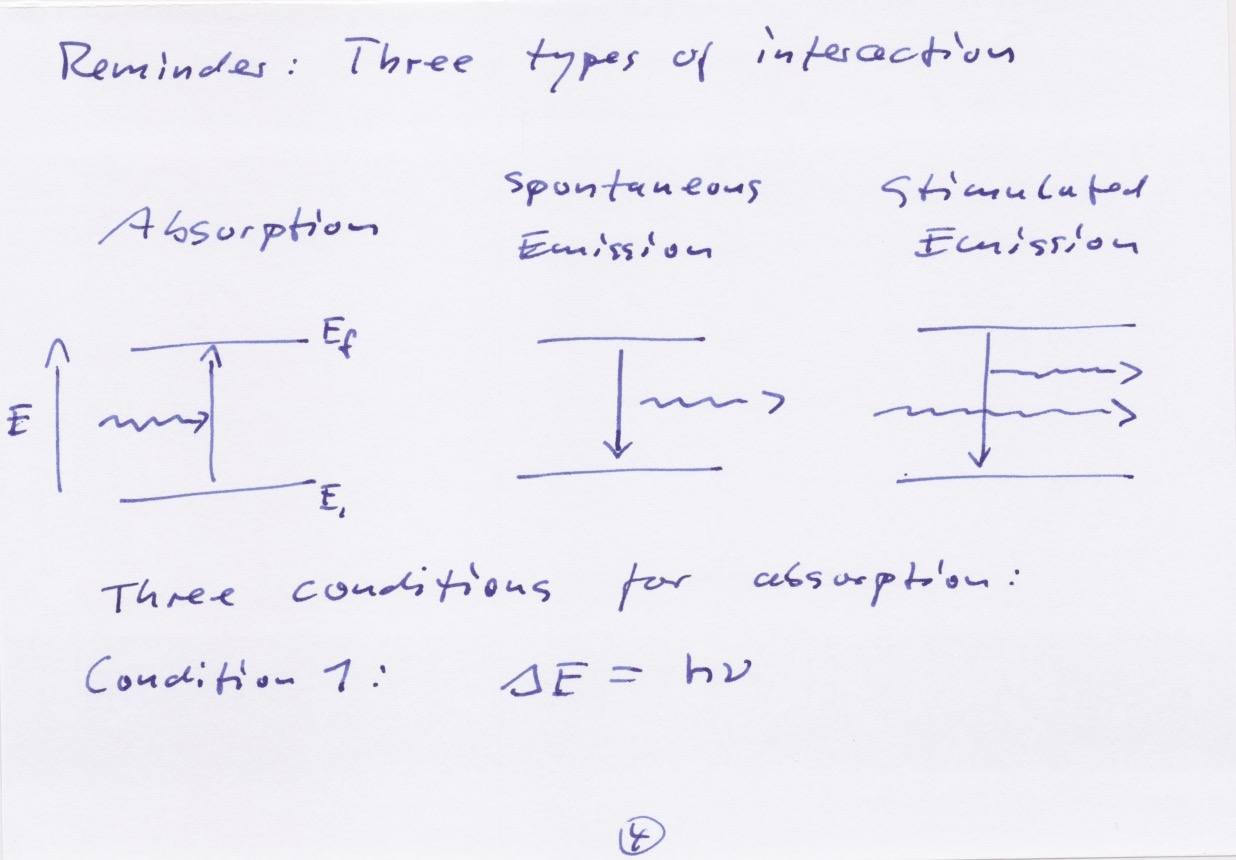 Reminder: Three types of interaction
Absorption
Spontaneous
Emission
Stimulated
Emission
E
E_f
E_i
Three conditions for absorption:
Condition 1: ΔE = hν
4